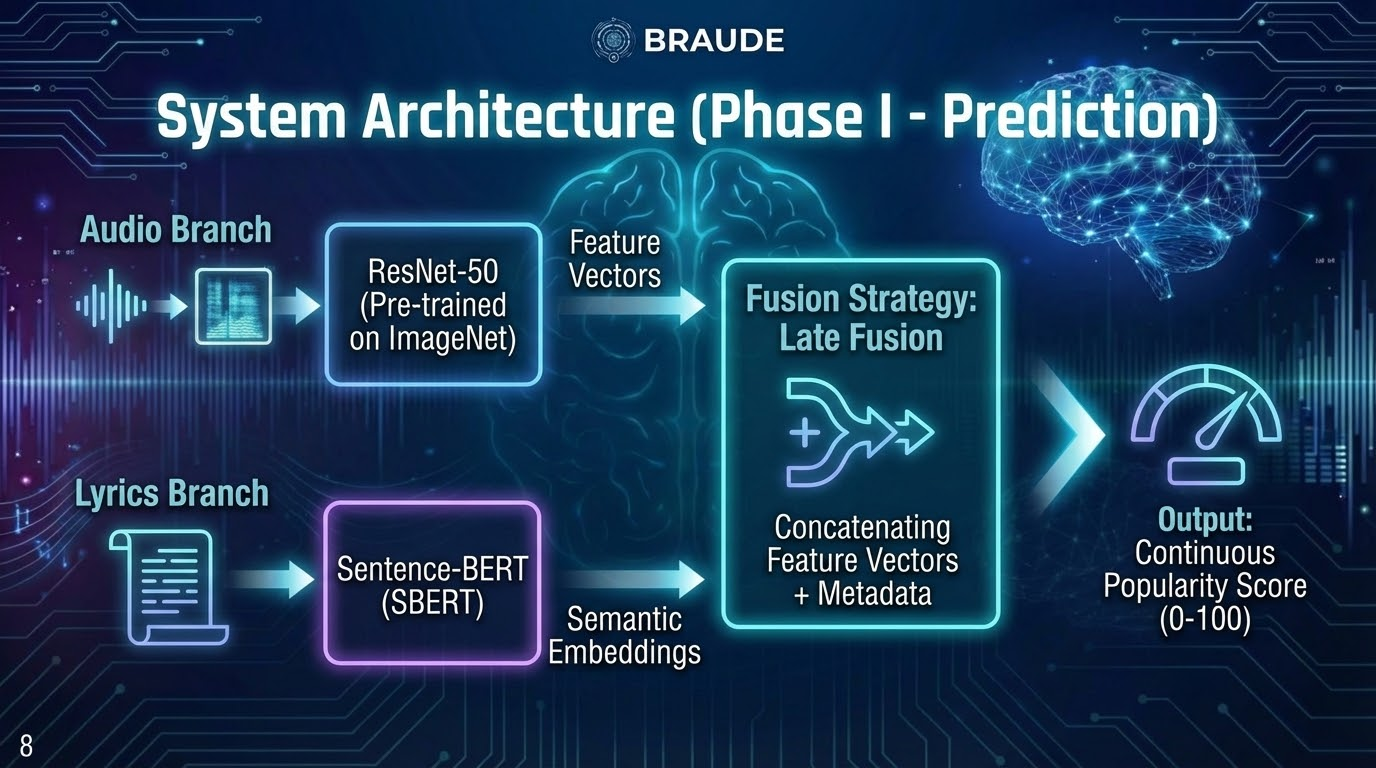 BRAUDE
System Architecture (Phase I - Prediction)
Audio Branch
ResNet-50
(Pre-trained
on ImageNet)
Feature
Vectors
Lyrics Branch
Sentence-BERT
(SBERT)
Semantic
Embeddings
Fusion Strategy:
Late Fusion
Concatenating
Feature Vectors
+ Metadata
Output:
Continuous
Popularity Score
(0-100)
8